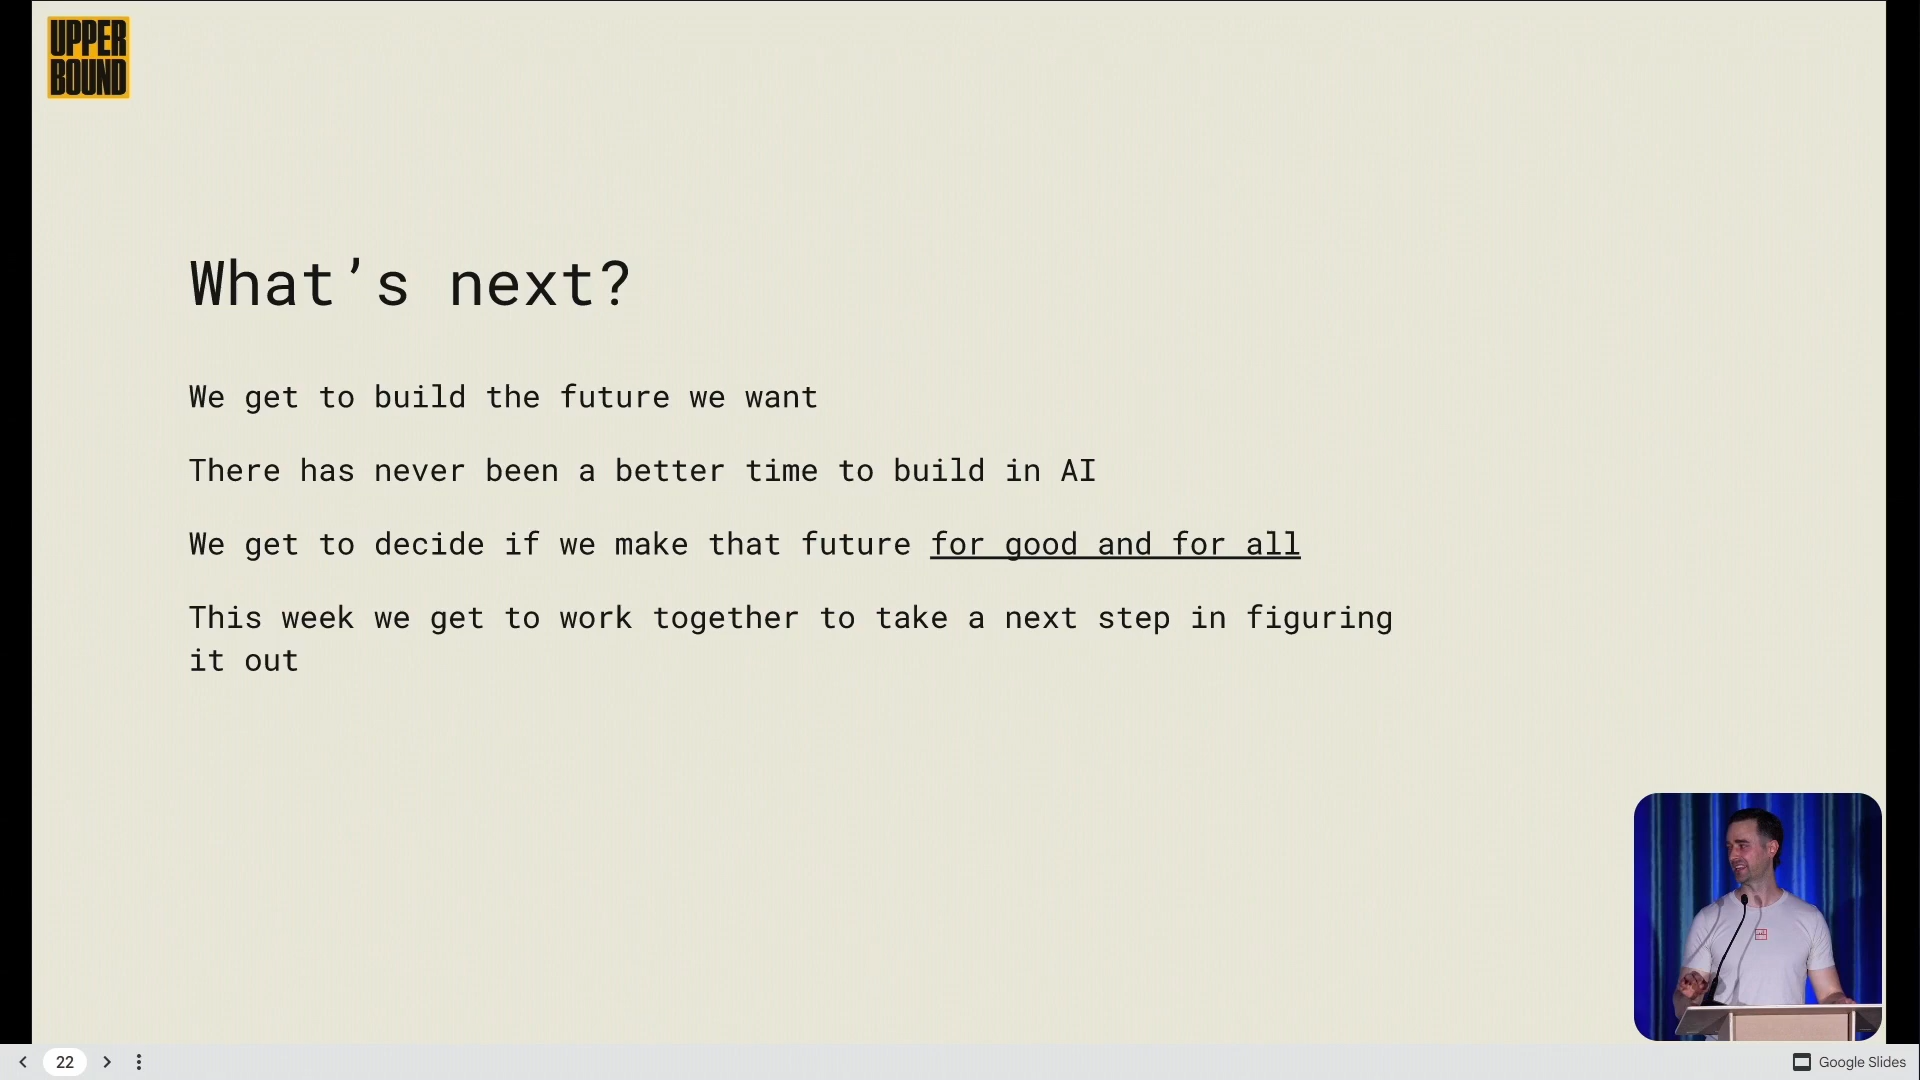 UPPER
BOUND
What’s next?
We get to build the future we want
There has never been a better time to build in AI
We get to decide if we make that future for good and for all
This week we get to work together to take a next step in figuring
it out
22
Google Slides